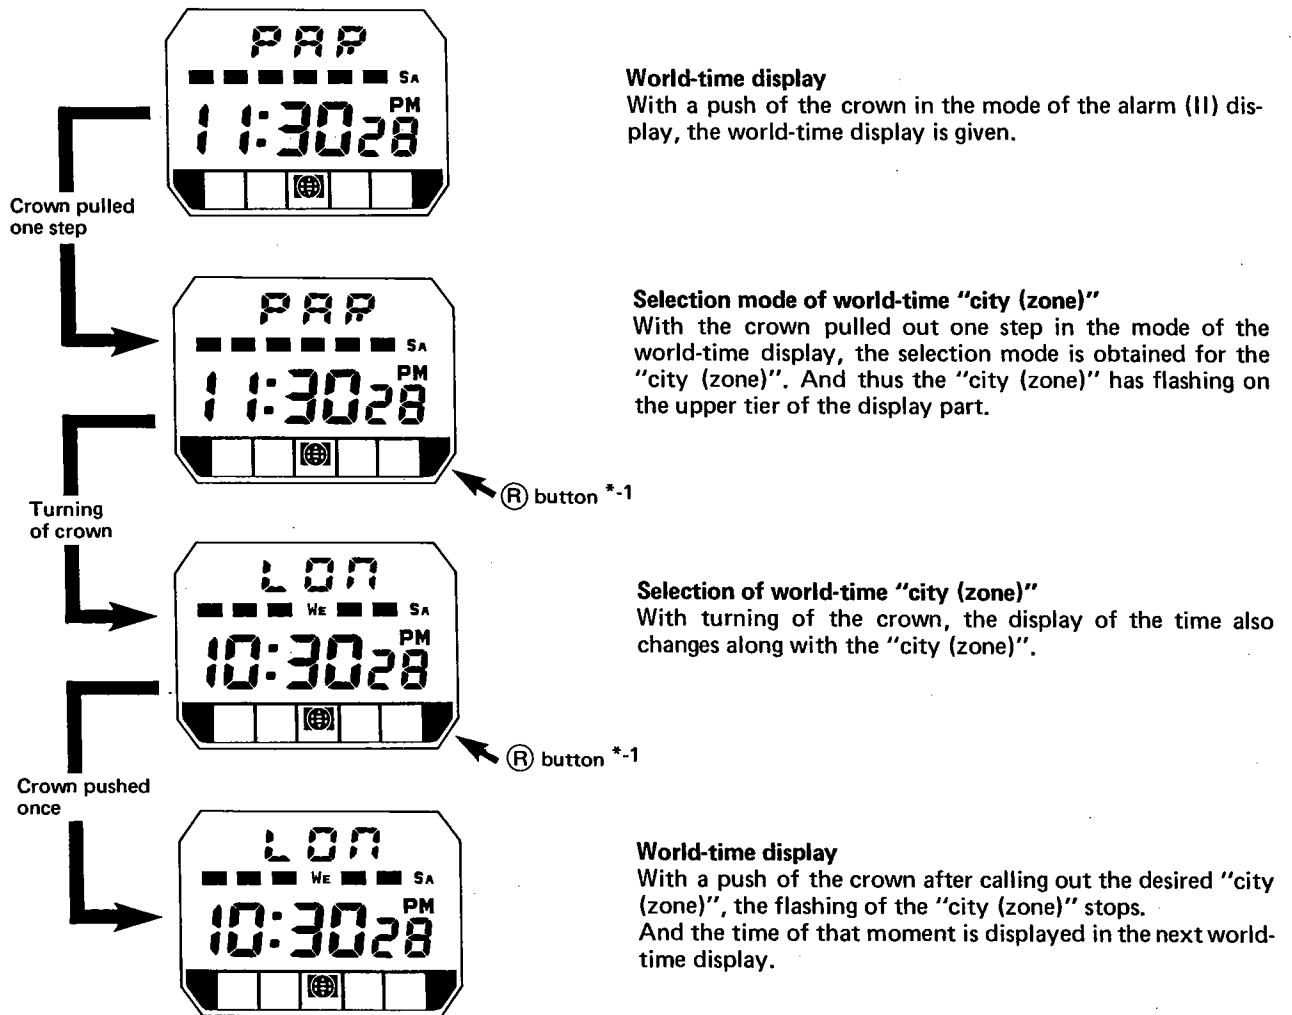 PAR
SA
PM
11:30 28
World-time display
With a push of the crown in the mode of the alarm (II) dis-
play, the world-time display is given.
Crown pulled
one step
PAR
SA
PM
11:30 28
Selection mode of world-time "city (zone)"
With the crown pulled out one step in the mode of the
world-time display, the selection mode is obtained for the
"city (zone)". And thus the "city (zone)" has flashing on
the upper tier of the display part.
Ⓡ button *-1
Turning
of crown
LON
WE SA
PM
10:30 28
Selection of world-time "city (zone)"
With turning of the crown, the display of the time also
changes along with the "city (zone)".
Ⓡ button *-1
Crown pushed
once
LON
WE SA
PM
10:30 28
World-time display
With a push of the crown after calling out the desired "city
(zone)", the flashing of the "city (zone)" stops.
And the time of that moment is displayed in the next world-
time display.